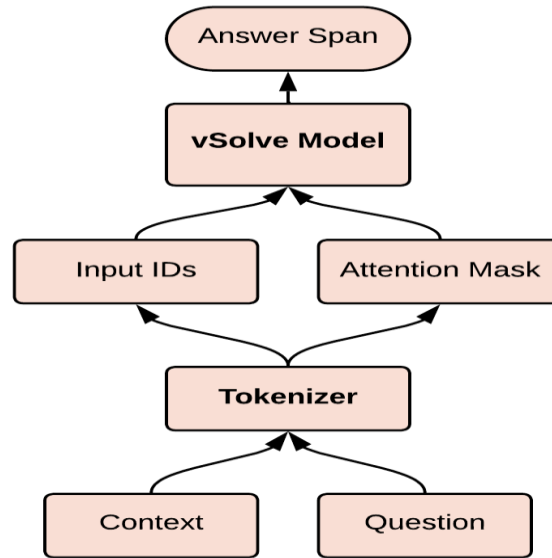 Answer Span
vSolve Model
Input IDs
Attention Mask
Tokenizer
Context
Question